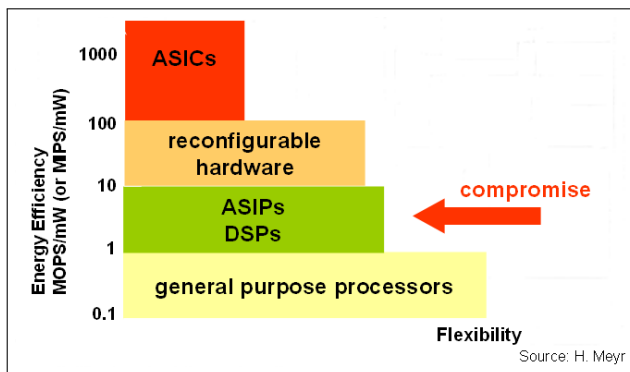 Energy Efficiency
MOPS/mW (or MIPS/mW)
1000
100
10
1
0.1
ASICs
reconfigurable
hardware
ASIPs
DSPs
general purpose processors
compromise
Flexibility
Source: H. Meyr